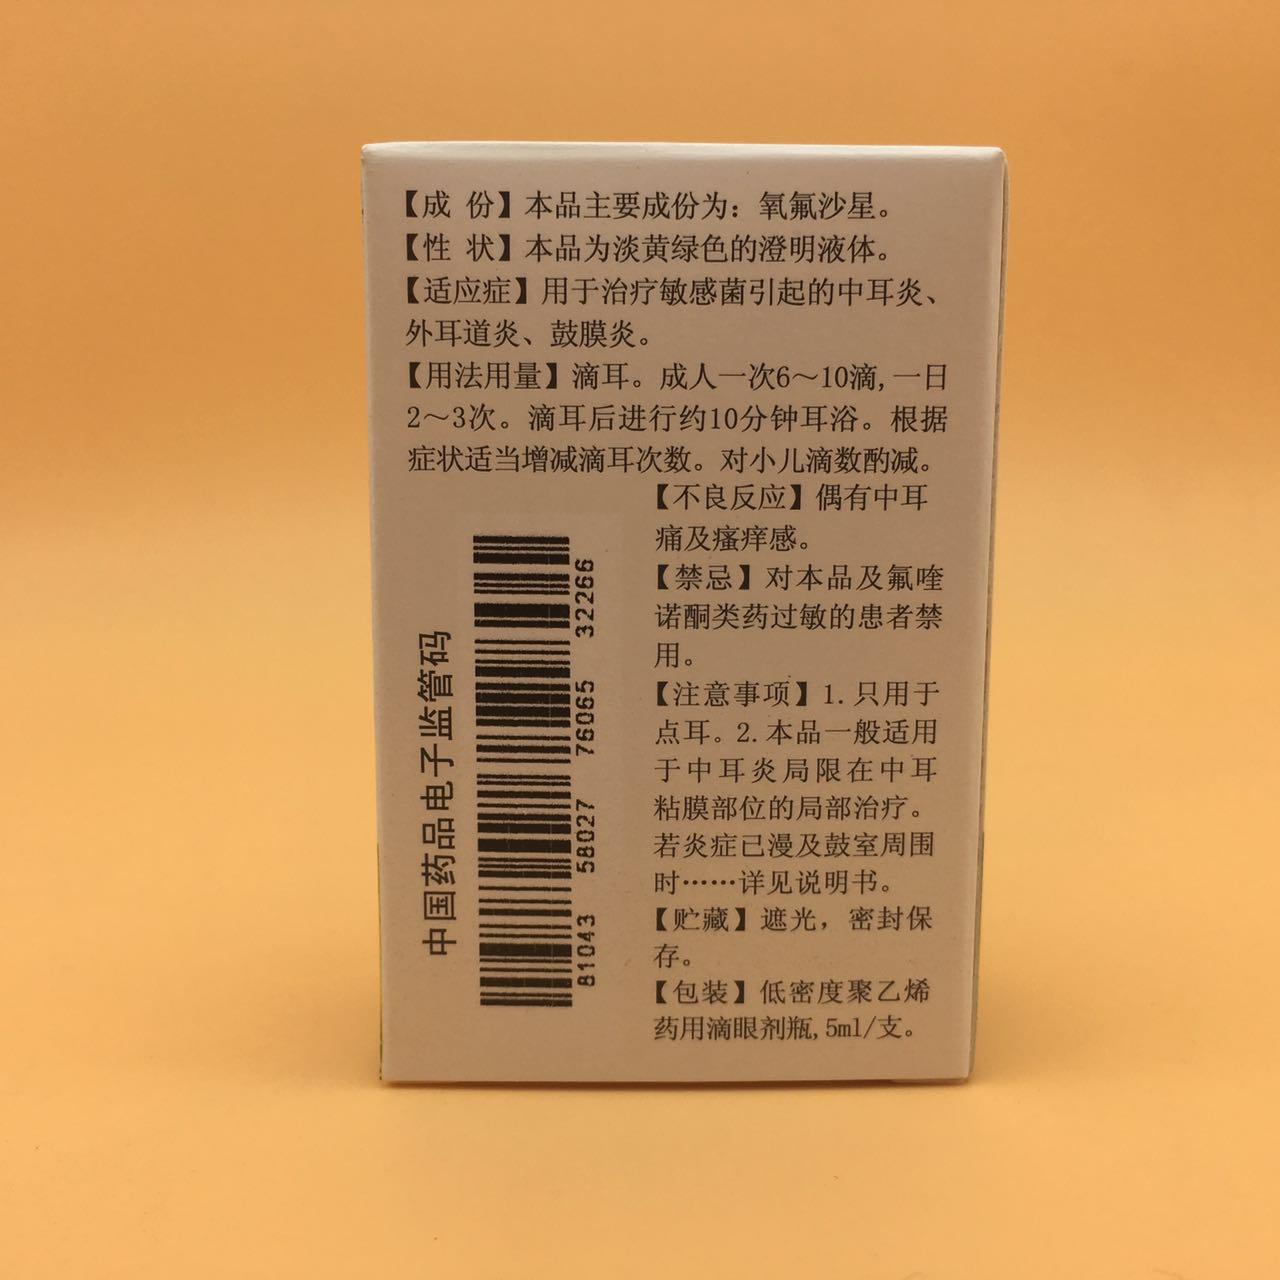 【成 份】本品主要成份为：氧氟沙星。
【性 状】本品为淡黄绿色的澄明液体。
【适应症】用于治疗敏感菌引起的中耳炎、
外耳道炎、鼓膜炎。
【用法用量】滴耳。成人一次6～10滴,一日
2～3次。滴耳后进行约10分钟耳浴。根据
症状适当增减滴耳次数。对小儿滴数酌减。
【不良反应】偶有中耳
痛及瘙痒感。
【禁忌】对本品及氟喹
诺酮类药过敏的患者禁
用。
【注意事项】1.只用于
点耳。2.本品一般适用
于中耳炎局限在中耳
粘膜部位的局部治疗。
若炎症已漫及鼓室周围
时……详见说明书。
【贮藏】遮光，密封保
存。
【包装】低密度聚乙烯
药用滴眼剂瓶,5ml/支。
中国药品电子监管码
81043 58027 76065 32266